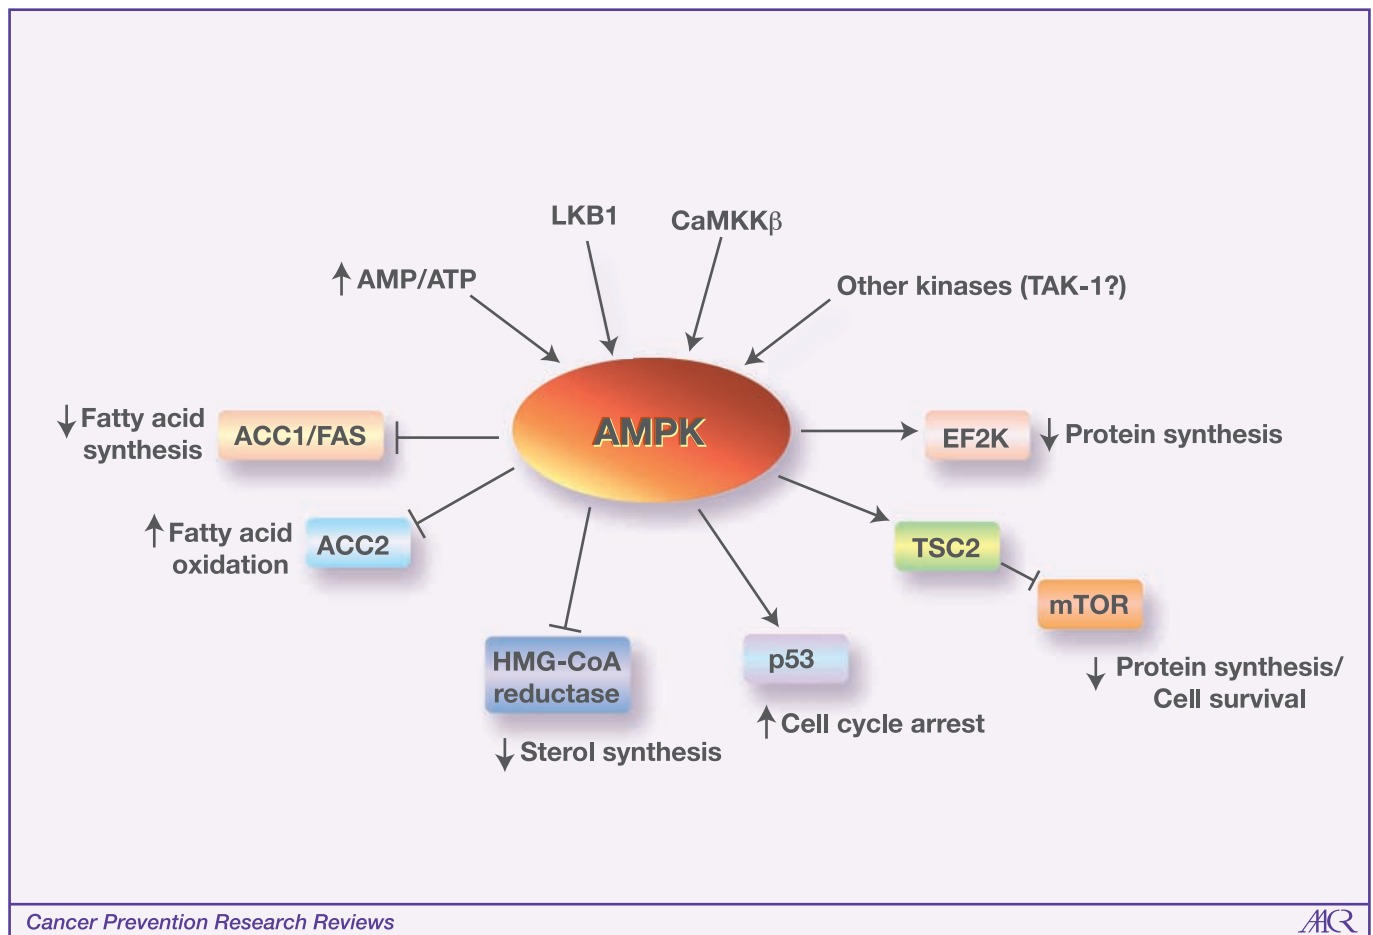 LKB1
CaMKKβ
↑ AMP/ATP
Other kinases (TAK-1?)
AMPK
↓ Fatty acid
synthesis
ACC1/FAS
EF2K
↓ Protein synthesis
↑ Fatty acid
oxidation
ACC2
TSC2
mTOR
HMG-CoA
reductase
p53
↓ Protein synthesis/
Cell survival
↑ Cell cycle arrest
↓ Sterol synthesis
Cancer Prevention Research Reviews
AACR